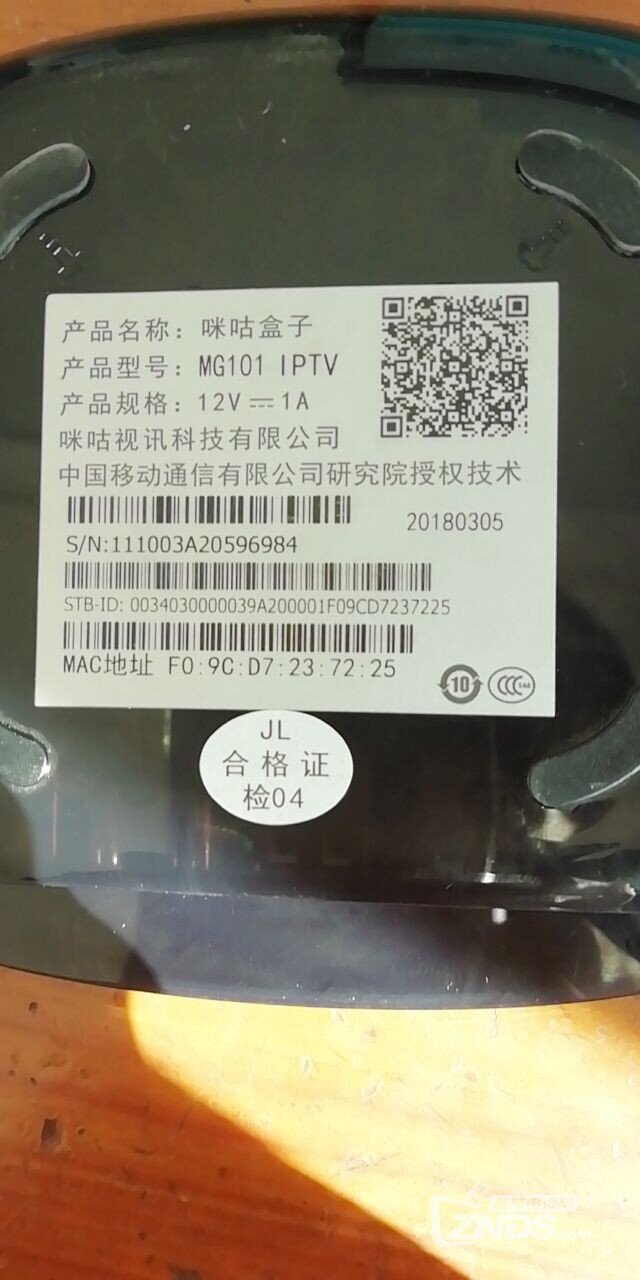 产品名称：咪咕盒子
产品型号：MG101 IPTV
产品规格：12V ⎓ 1A
咪咕视讯科技有限公司
中国移动通信有限公司研究院授权技术
20180305
S/N:111003A20596984
STB-ID: 0034030000039A200001F09CD7237225
MAC地址 F0:9C:D7:23:72:25
10
JL
合格证
检04
ZNDS.com